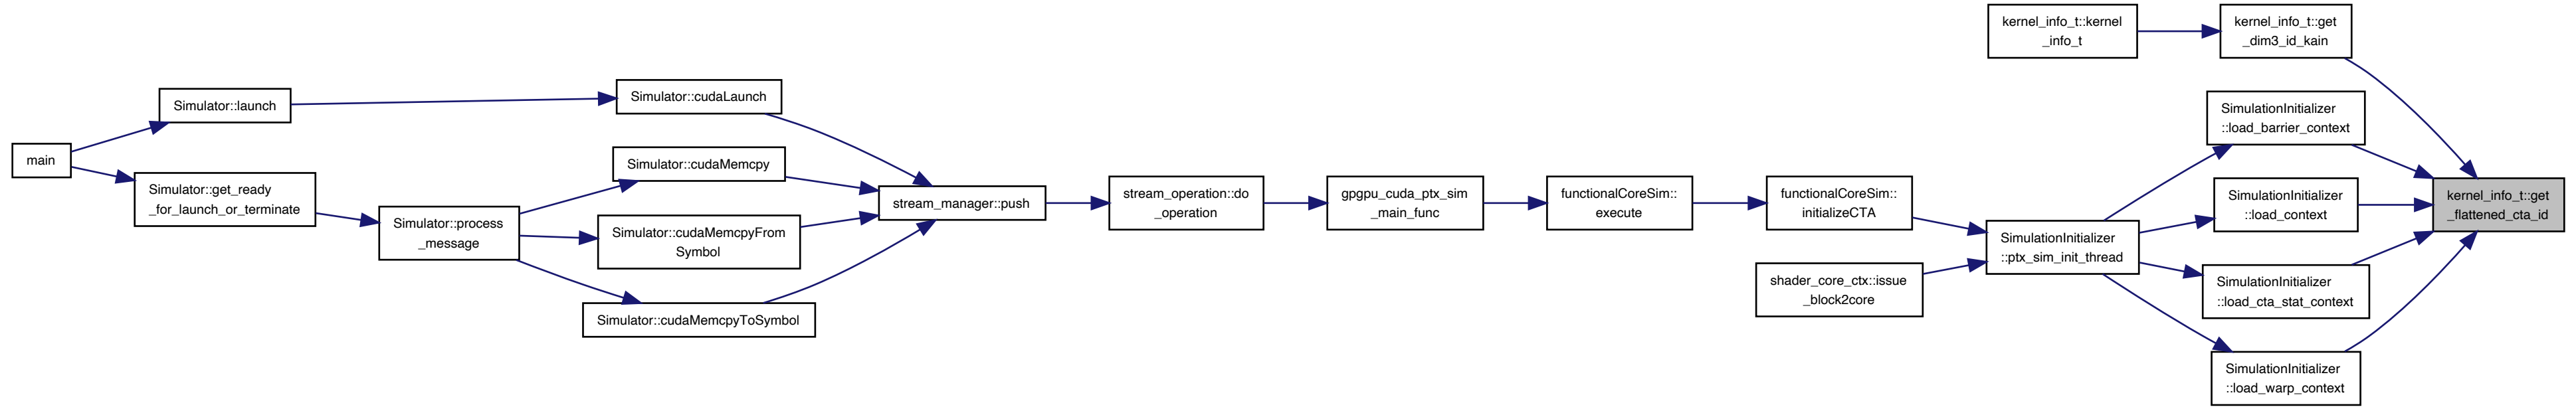 main
Simulator::launch
Simulator::get_ready
_for_launch_or_terminate
Simulator::process
_message
Simulator::cudaLaunch
Simulator::cudaMemcpy
Simulator::cudaMemcpyFrom
Symbol
Simulator::cudaMemcpyToSymbol
stream_manager::push
stream_operation::do
_operation
gpgpu_cuda_ptx_sim
_main_func
functionalCoreSim::
execute
functionalCoreSim::
initializeCTA
shader_core_ctx::issue
_block2core
SimulationInitializer
::ptx_sim_init_thread
kernel_info_t::kernel
_info_t
kernel_info_t::get
_dim3_id_kain
SimulationInitializer
::load_barrier_context
SimulationInitializer
::load_context
SimulationInitializer
::load_cta_stat_context
SimulationInitializer
::load_warp_context
kernel_info_t::get
_flattened_cta_id